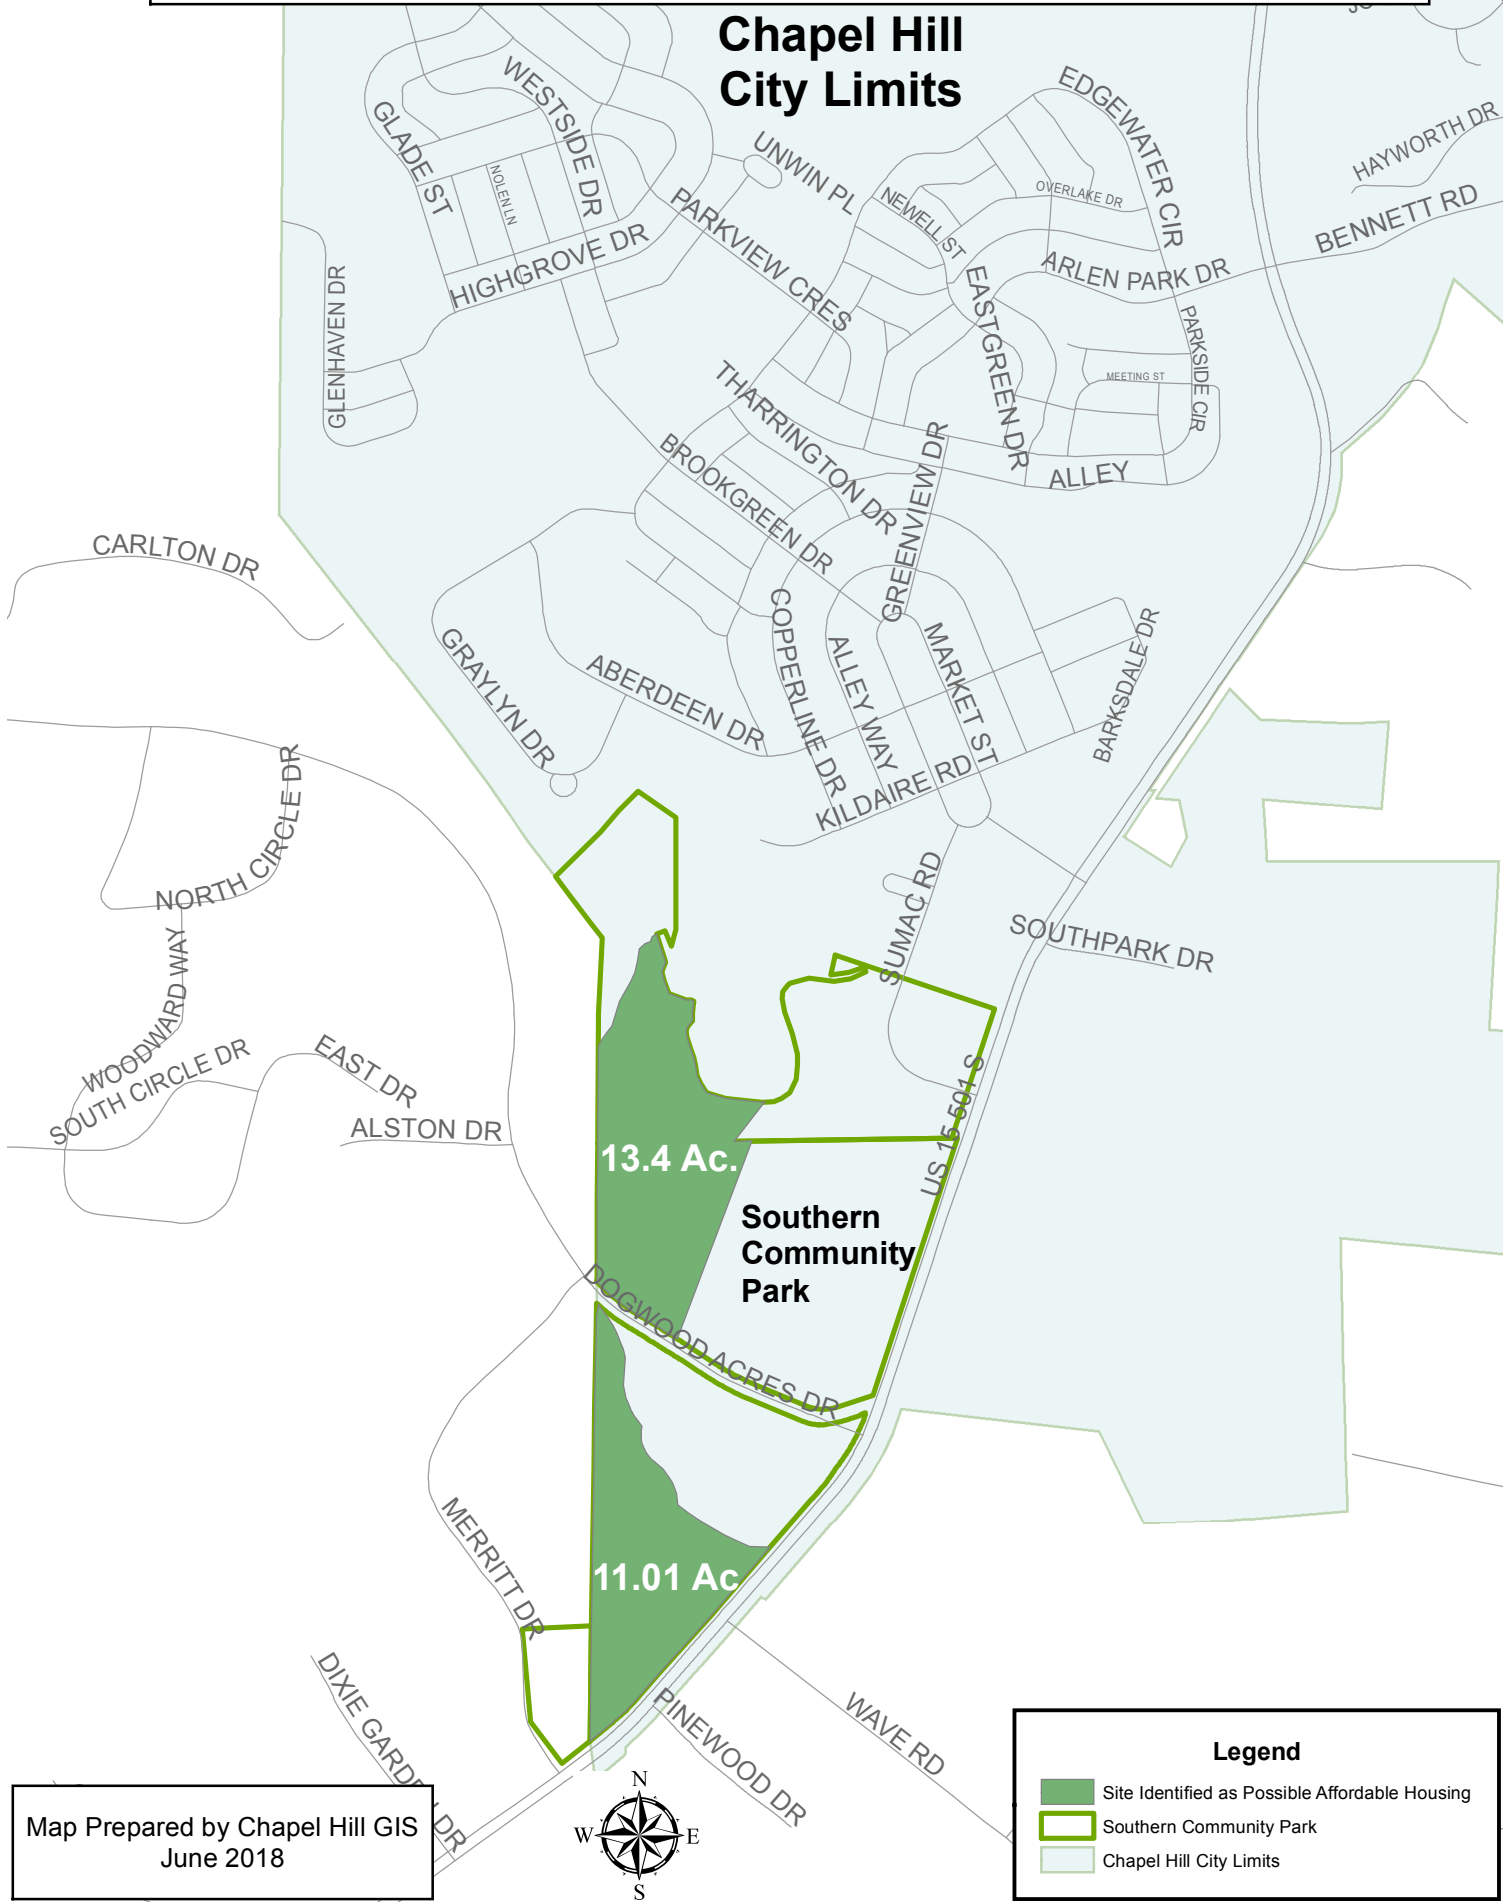 Chapel Hill
City Limits
WESTSIDE DR
GLADE ST
NOLEN LN
UNWIN PL
EDGEWATER CIR
HAYWORTH DR
OVERLAKE DR
NEWELL ST
PARKVIEW CRES
BENNETT RD
HIGHGROVE DR
ARLEN PARK DR
GLENHAVEN DR
EASTGREEN DR
PARKSIDE CIR
MEETING ST
THARRINGTON DR
BROOKGREEN DR
GREENVIEW DR
ALLEY
CARLTON DR
COPPERLINE DR
GRAYLYN DR
ABERDEEN DR
ALLEY WAY
MARKET ST
BARKSDALE DR
KILDAIRE RD
NORTH CIRCLE DR
SUMAC RD
SOUTHPARK DR
WOODWARD WAY
SOUTH CIRCLE DR
EAST DR
ALSTON DR
US 15 501 S
13.4 Ac.
Southern
Community
Park
DOGWOOD ACRES DR
MERRITT DR
11.01 Ac
DIXIE GARDEN DR
PINEWOOD DR
WAVE RD
Map Prepared by Chapel Hill GIS
June 2018
N
W
E
S
Legend
Site Identified as Possible Affordable Housing
Southern Community Park
Chapel Hill City Limits